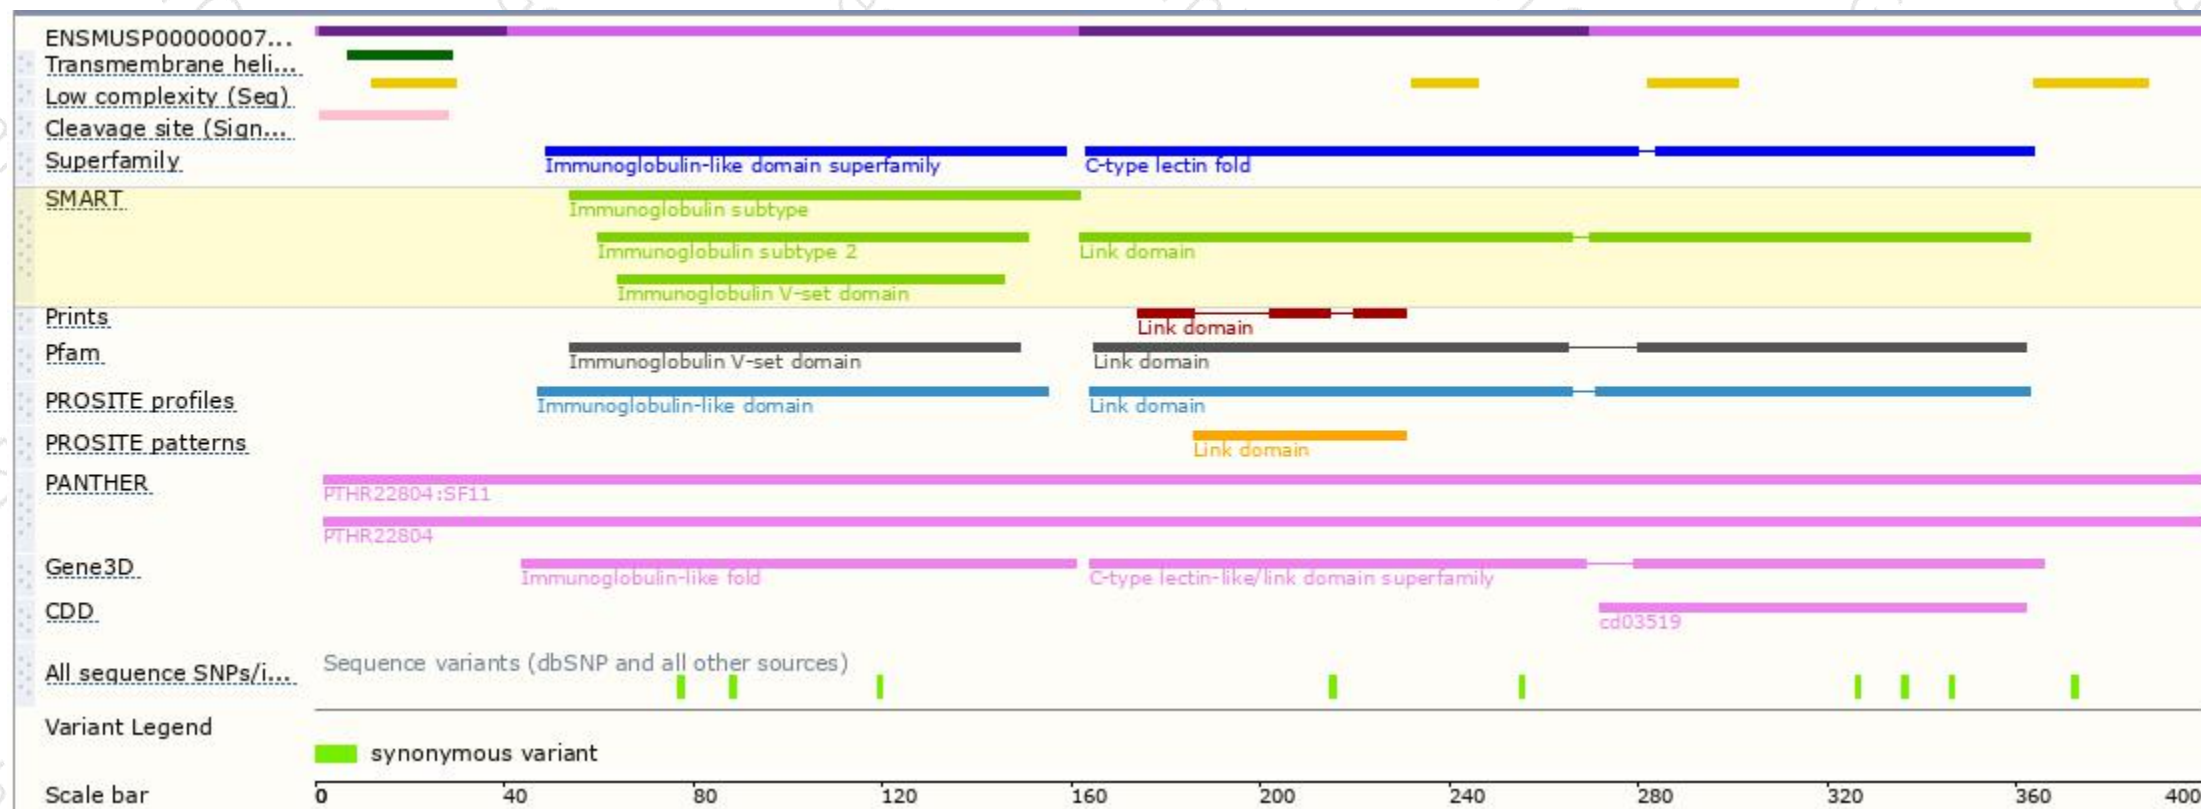 ENSMUSP00000007...
Transmembrane heli...
Low complexity (Seg)
Cleavage site (Sign...
Superfamily
Immunoglobulin-like domain superfamily C-type lectin fold
SMART
Immunoglobulin subtype
Immunoglobulin subtype 2 Link domain
Immunoglobulin V-set domain
Prints
Link domain
Pfam
Immunoglobulin V-set domain Link domain
PROSITE profiles
Immunoglobulin-like domain Link domain
PROSITE patterns
Link domain
PANTHER
PTHR22804:SF11
PTHR22804
Gene3D
Immunoglobulin-like fold C-type lectin-like/link domain superfamily
CDD
cd03519
All sequence SNPs/i... Sequence variants (dbSNP and all other sources)
Variant Legend
synonymous variant
Scale bar 0 40 80 120 160 200 240 280 320 360 400